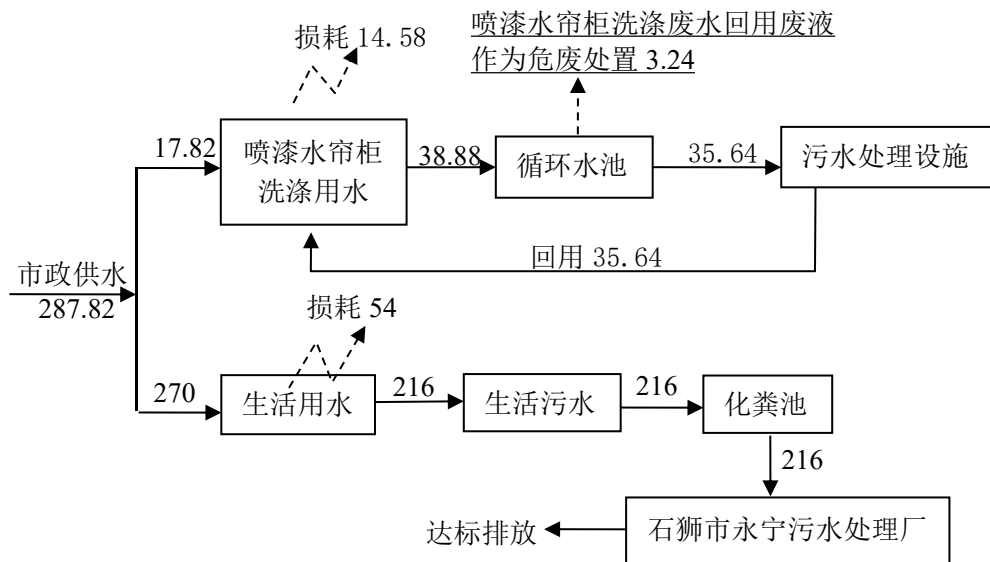 损耗 14.58
喷漆水帘柜洗涤废水回用废液
作为危废处置 3.24
17.82
喷漆水帘柜
洗涤用水
38.88
循环水池
35.64
污水处理设施
回用 35.64
市政供水
287.82
损耗 54
270
生活用水
216
生活污水
216
化粪池
216
达标排放
石狮市永宁污水处理厂